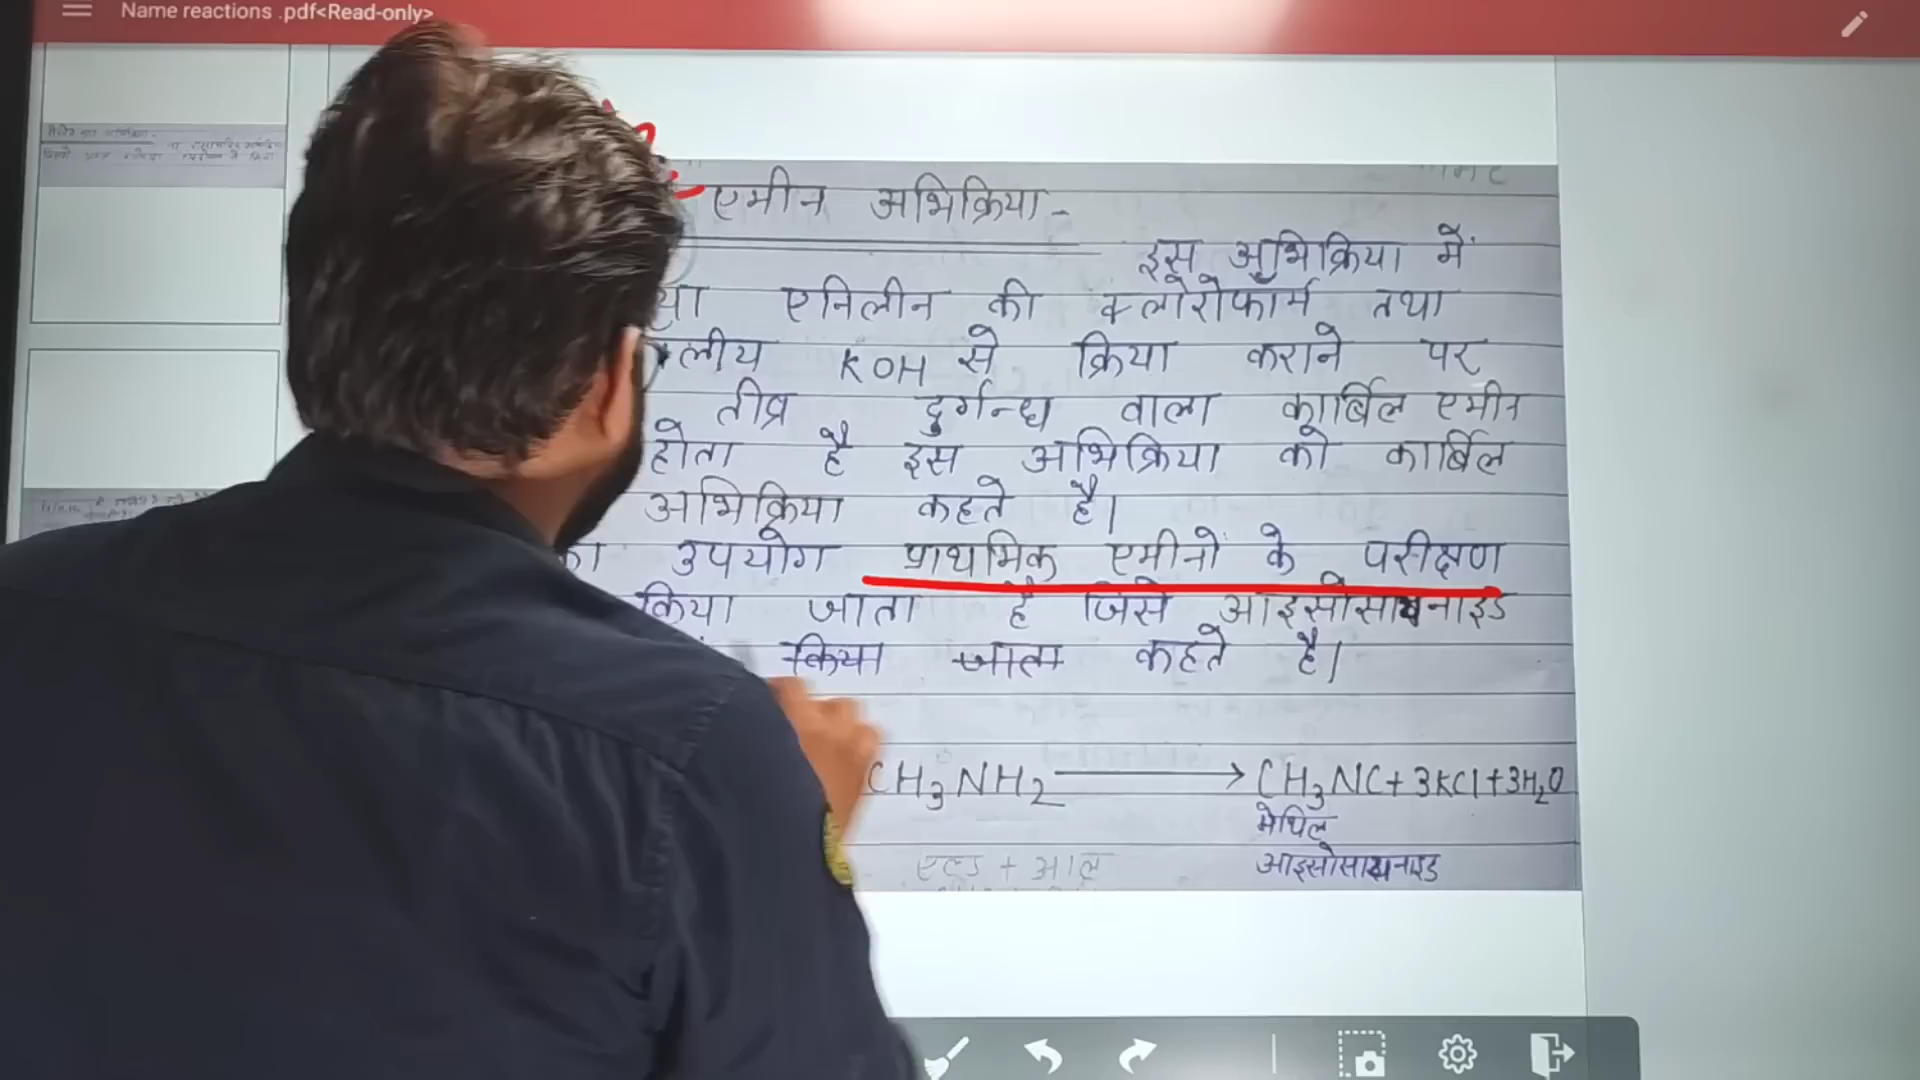 Name reactions .pdf<Read-only>
एमीन अभिक्रिया-
इस अभिक्रिया में
एनिलीन की क्लोरोफॉर्म तथा
KOH से क्रिया कराने पर
तीव्र दुर्गन्ध वाला कार्बिल एमीन
होता है इस अभिक्रिया को कार्बिल
अभिक्रिया कहते है।
उपयोग प्राथमिक एमीनों के परीक्षण
किया जाता है जिसे आइसोसायनाइड
किया जाता कहते है।
CH₃NH₂ → CH₃NC + 3KCl + 3H₂O
मेथिल
आइसोसायनाइड